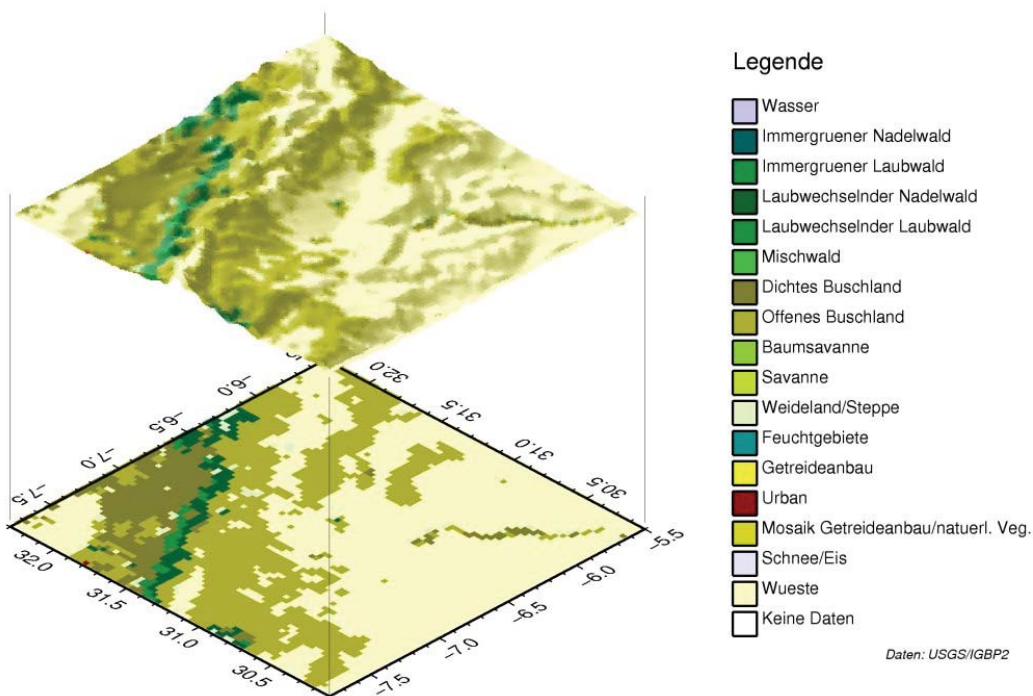 Legende
Wasser
Immergruener Nadelwald
Immergruener Laubwald
Laubwechselnder Nadelwald
Laubwechselnder Laubwald
Mischwald
Dichtes Buschland
Offenes Buschland
Baumsavanne
Savanne
Weideland/Steppe
Feuchtgebiete
Getreideanbau
Urban
Mosaik Getreideanbau/natuerl. Veg.
Schnee/Eis
Wueste
Keine Daten
Daten: USGS/IGBP2
−7.5
−7.0
−6.5
−6.0
32.0
31.5
31.0
30.5
32.0
31.5
31.0
30.5
−7.5
−7.0
−6.5
−6.0
−5.5